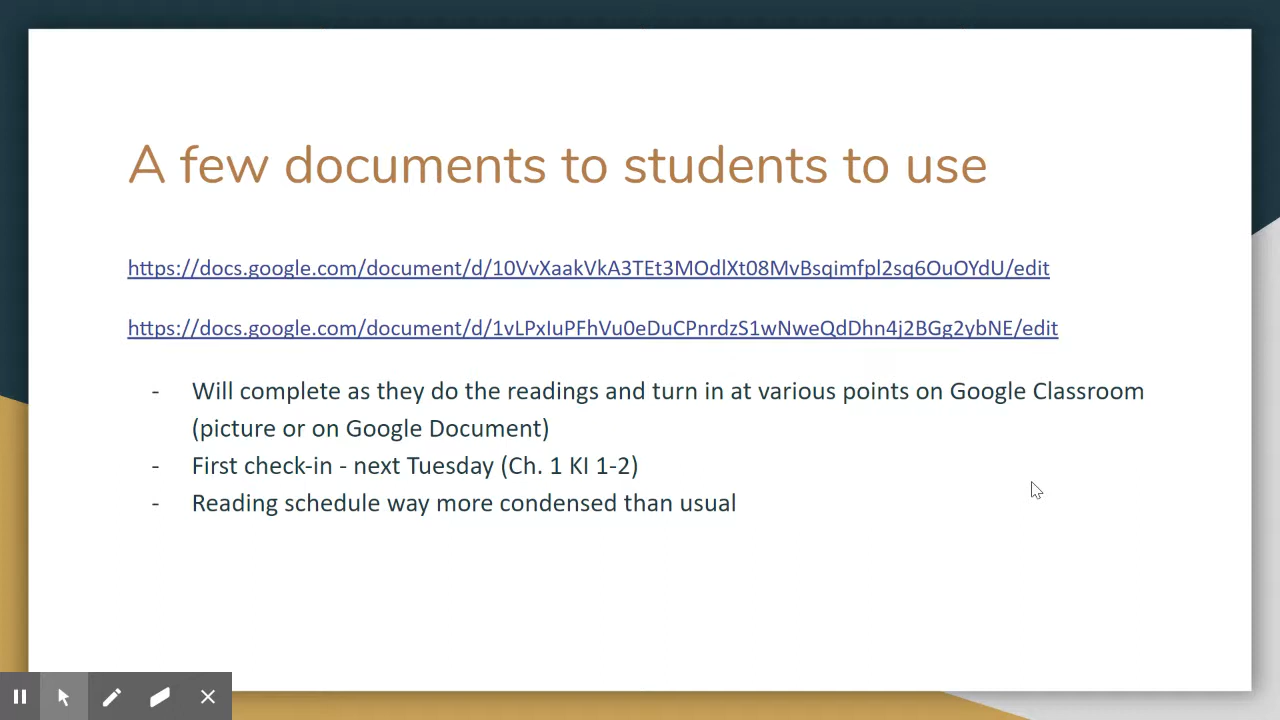 A few documents to students to use
https://docs.google.com/document/d/10VvXaakVkA3TEt3MOdlXt08MvBsqimfpl2sq6OuOYdU/edit
https://docs.google.com/document/d/1vLPxIuPFhVu0eDuCPnrdzS1wNweQdDhn4j2BGg2ybNE/edit
- Will complete as they do the readings and turn in at various points on Google Classroom
(picture or on Google Document)
- First check-in - next Tuesday (Ch. 1 KI 1-2)
- Reading schedule way more condensed than usual